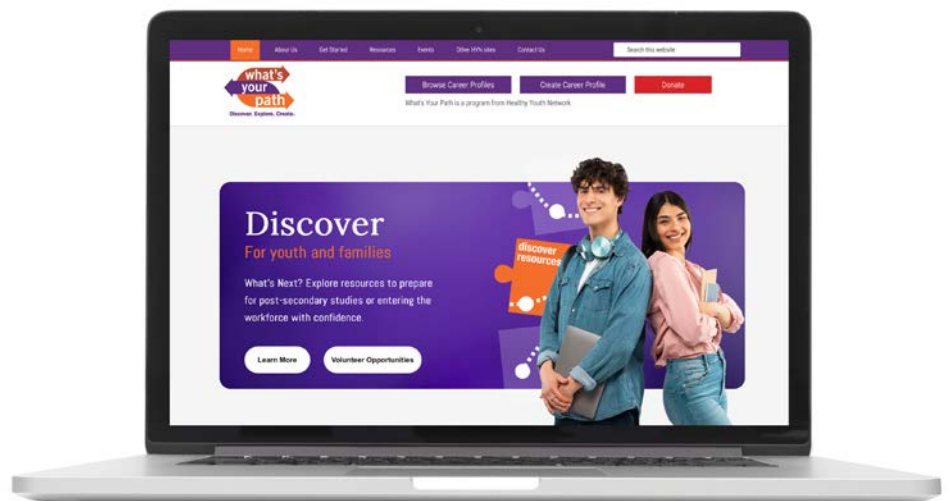 Home About Us Get Started Resources Events Other HYN sites Contact Us Search this website
what's
your
path
Discover. Explore. Create.
Browse Career Profiles Create Career Profile Donate
What's Your Path is a program from Healthy Youth Network
Discover
For youth and families
What's Next? Explore resources to prepare
for post-secondary studies or entering the
workforce with confidence.
Learn More Volunteer Opportunities
discover
resources